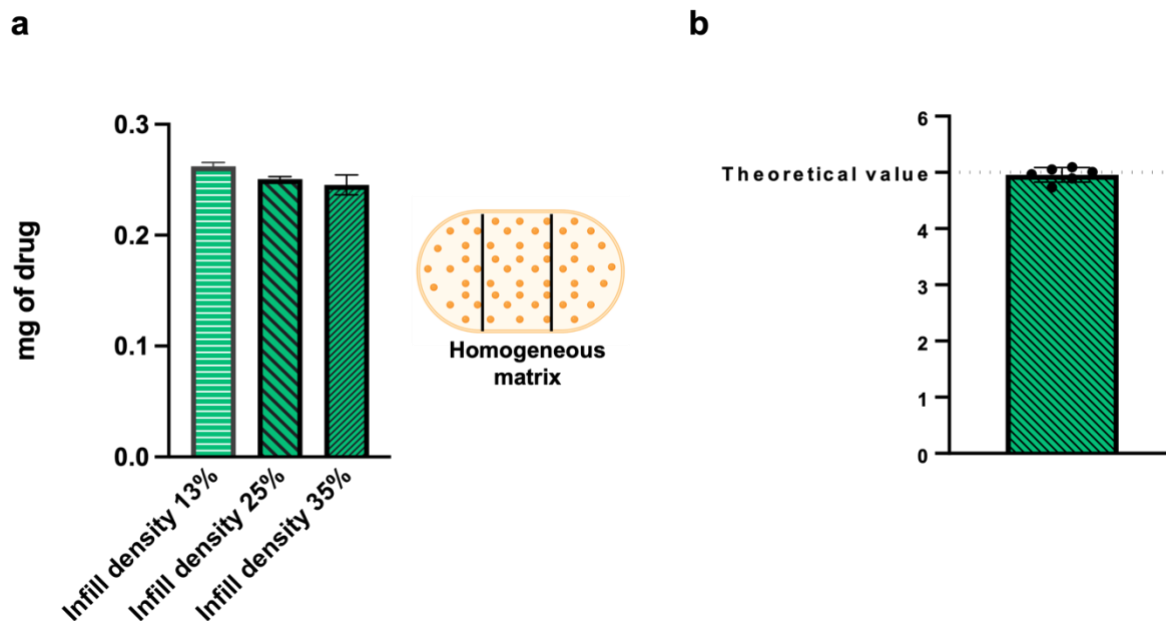 a
mg of drug
0.3
0.2
0.1
0.0
Infill density 13%
Infill density 25%
Infill density 35%
Homogeneous
matrix
b
Theoretical value
6
4
3
2
1
0